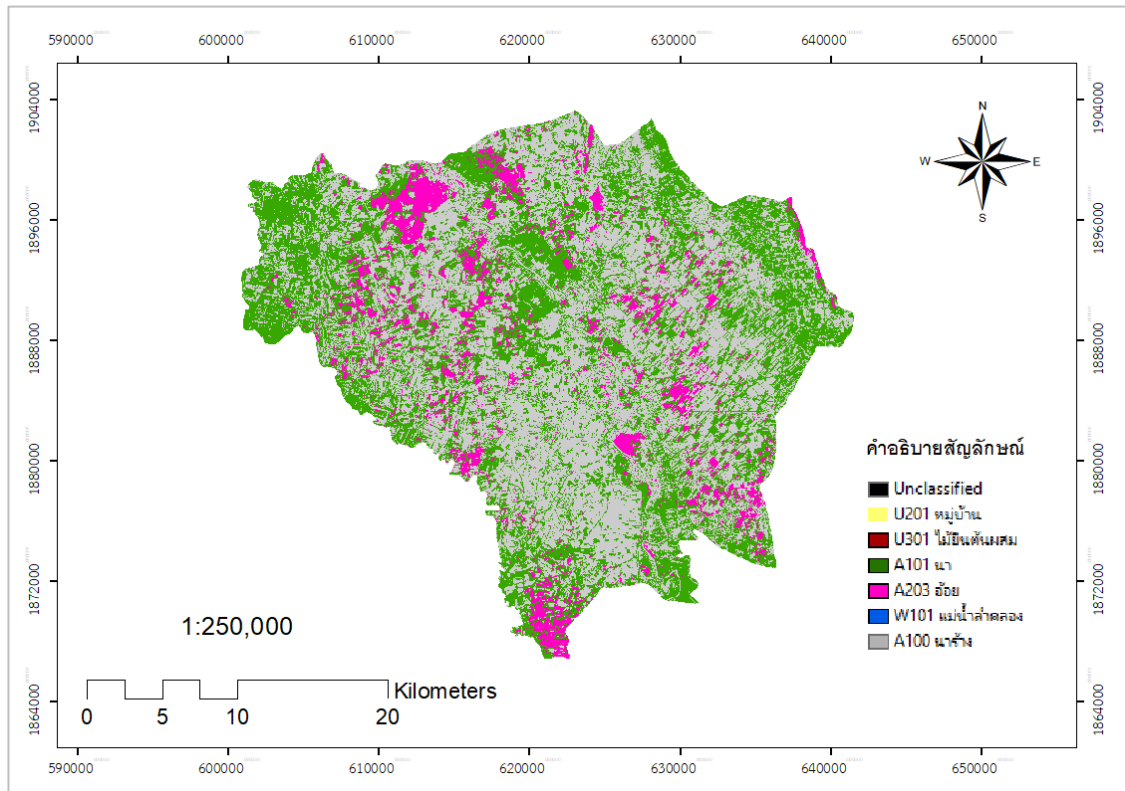 590000 600000 610000 620000 630000 640000 650000
1904000 1904000
N
W E
S
1896000 1896000
1888000 1888000
คำอธิบายสัญลักษณ์
1880000 1880000
Unclassified
U201 หมู่บ้าน
U301 ไม้ยืนต้นผสม
A101 นา
A203 อ้อย
W101 แม่น้ำลำคลอง
A100 นาร้าง
1872000 1872000
1:250,000
Kilometers
0 5 10 20
1864000 1864000
590000 600000 610000 620000 630000 640000 650000